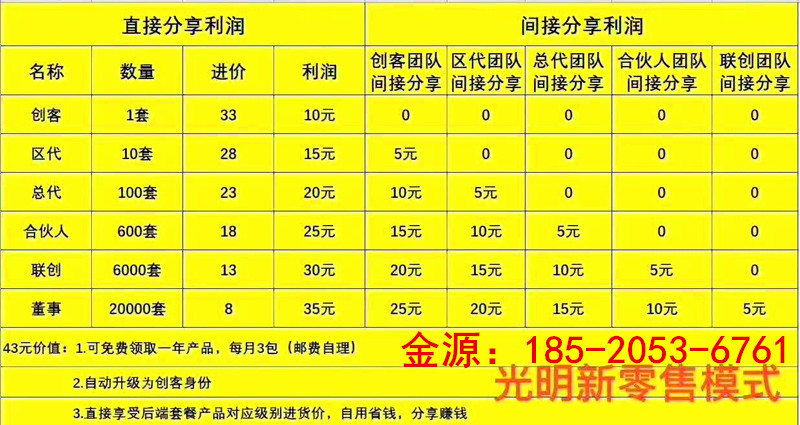 直接分享利润 间接分享利润
名称 数量 进价 利润 创客团队间接分享 区代团队间接分享 总代团队间接分享 合伙人团队间接分享 联创团队间接分享
创客 1套 33 10元 0 0 0 0 0
区代 10套 28 15元 5元 0 0 0 0
总代 100套 23 20元 10元 5元 0 0 0
合伙人 600套 18 25元 15元 10元 5元 0 0
联创 6000套 13 30元 20元 15元 10元 5元 0
董事 20000套 8 35元 25元 20元 15元 10元 5元
43元价值：1.可免费领取一年产品，每月3包（邮费自理）
金源：185-2053-6761
2.自动升级为创客身份
光明新零售模式
3.直接享受后端套餐产品对应级别进货价，自用省钱，分享赚钱